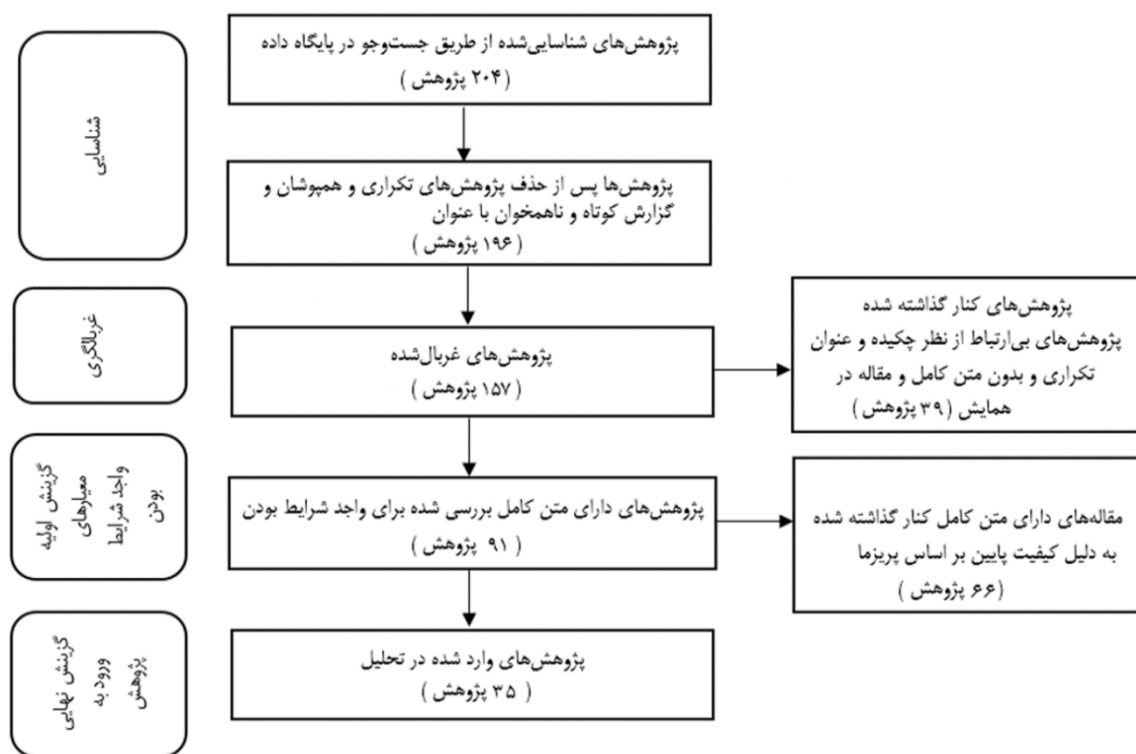 پژوهش‌های شناسایی‌شده از طریق جست‌وجو در پایگاه داده
(۲۰۴ پژوهش )
شناسایی
پژوهش‌ها پس از حذف پژوهش‌های تکراری و همپوشان و
گزارش کوتاه و ناهمخوان با عنوان
(۱۹۶ پژوهش )
غربالگری
پژوهش‌های غربال‌شده
(۱۵۷ پژوهش )
پژوهش‌های کنار گذاشته شده
پژوهش‌های بی‌ارتباط از نظر چکیده و عنوان
تکراری و بدون متن کامل و مقاله در
همایش (۳۹ پژوهش )
گزینش اولیه
معیارهای
واجد شرایط
بودن
پژوهش‌های دارای متن کامل بررسی شده برای واجد شرایط بودن
(۹۱ پژوهش )
مقاله‌های دارای متن کامل کنار گذاشته شده
به دلیل کیفیت پایین بر اساس پریزما
(۶۶ پژوهش )
گزینش نهایی
ورود به
پژوهش
پژوهش‌های وارد شده در تحلیل
(۳۵ پژوهش )